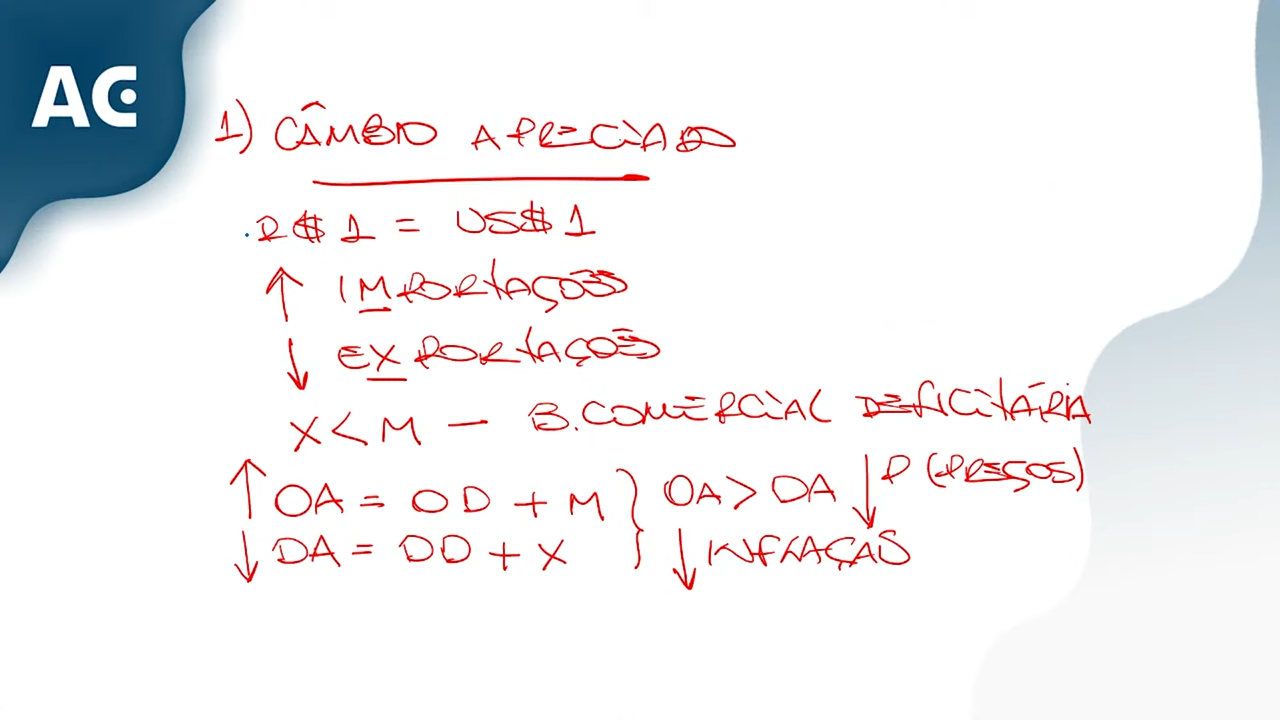 AC
1) CÂMBIO APRECIADO
R$ 1 = US$ 1
↑ IMPORTAÇÕES
↓ EXPORTAÇÕES
X < M — B. COMERCIAL DEFICITÁRIA
↑ OA = OD + M } OA > DA ↓ P (PREÇOS)
↓ DA = DD + X } ↓ INFLAÇÃO